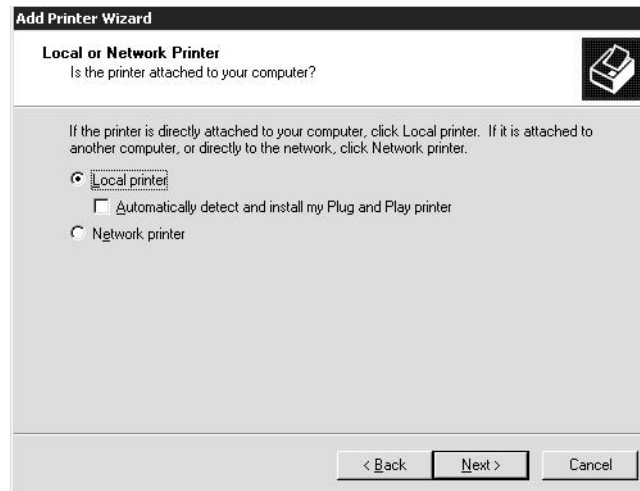 Add Printer Wizard
Local or Network Printer
Is the printer attached to your computer?
If the printer is directly attached to your computer, click Local printer.  If it is attached to
another computer, or directly to the network, click Network printer.
Local printer
Automatically detect and install my Plug and Play printer
Network printer
< Back
Next >
Cancel